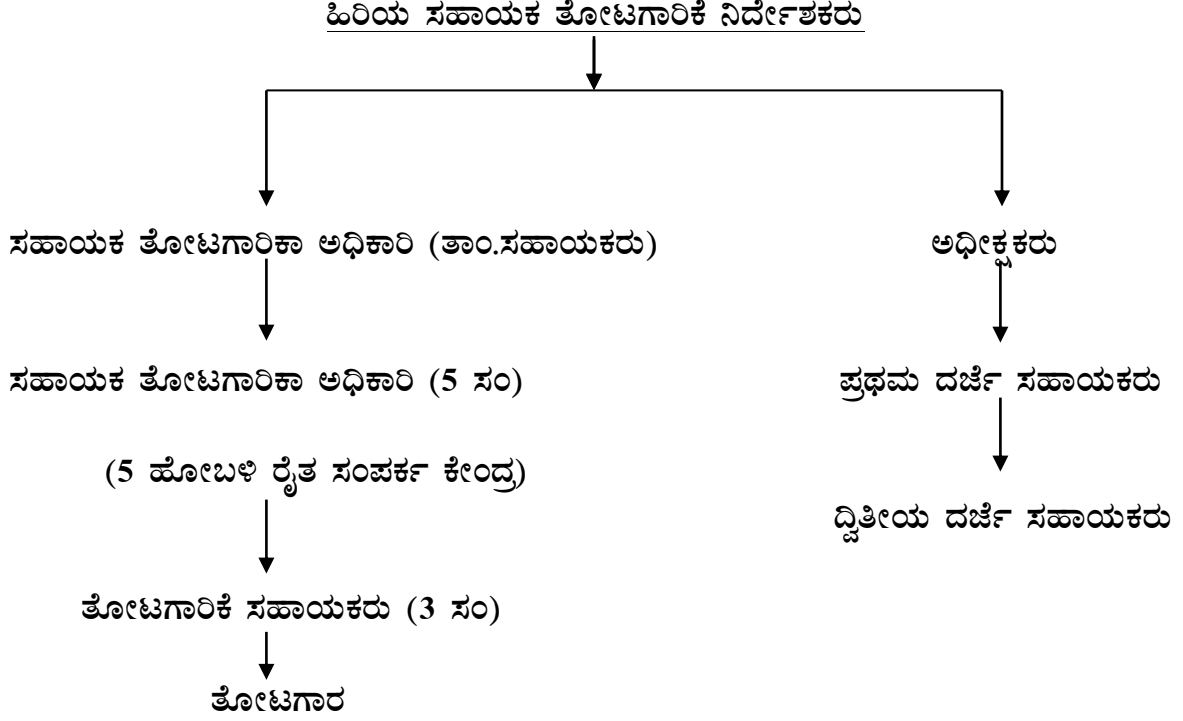 ಹಿರಿಯ ಸಹಾಯಕ ತೋಟಗಾರಿಕೆ ನಿರ್ದೇಶಕರು
ಸಹಾಯಕ ತೋಟಗಾರಿಕಾ ಅಧಿಕಾರಿ (ತಾಂ.ಸಹಾಯಕರು)
ಅಧೀಕ್ಷಕರು
ಸಹಾಯಕ ತೋಟಗಾರಿಕಾ ಅಧಿಕಾರಿ (5 ಸಂ)
ಪ್ರಥಮ ದರ್ಜೆ ಸಹಾಯಕರು
(5 ಹೋಬಳಿ ರೈತ ಸಂಪರ್ಕ ಕೇಂದ್ರ)
ದ್ವಿತೀಯ ದರ್ಜೆ ಸಹಾಯಕರು
ತೋಟಗಾರಿಕೆ ಸಹಾಯಕರು (3 ಸಂ)
ತೋಟಗಾರ